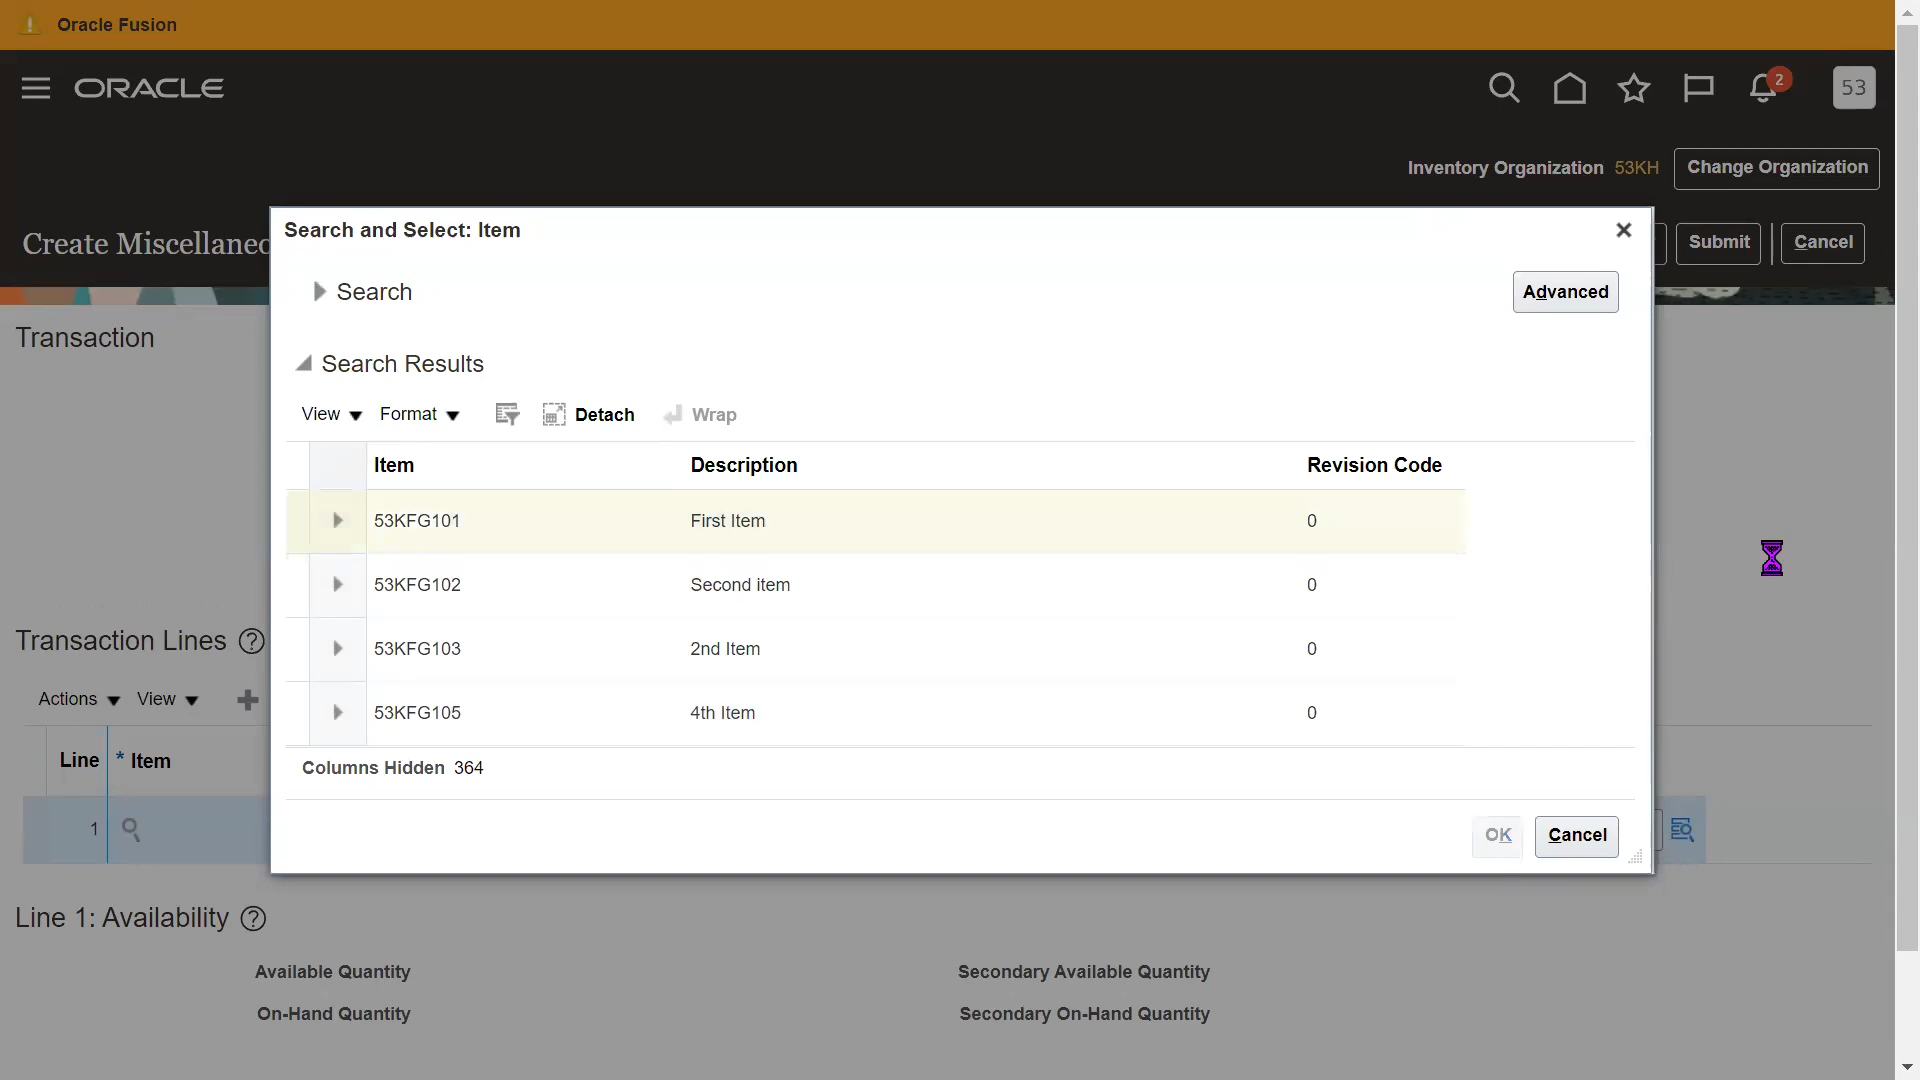 Oracle Fusion
ORACLE
2
53
Inventory Organization 53KH Change Organization
Create Miscellaneo
Submit
Cancel
Search and Select: Item
Search
Advanced
Transaction
Search Results
View Format Detach Wrap
Item Description Revision Code
53KFG101 First Item 0
53KFG102 Second item 0
53KFG103 2nd Item 0
53KFG105 4th Item 0
Columns Hidden 364
OK Cancel
Transaction Lines ?
Actions View
Line * Item
1
Line 1: Availability ?
Available Quantity Secondary Available Quantity
On-Hand Quantity Secondary On-Hand Quantity